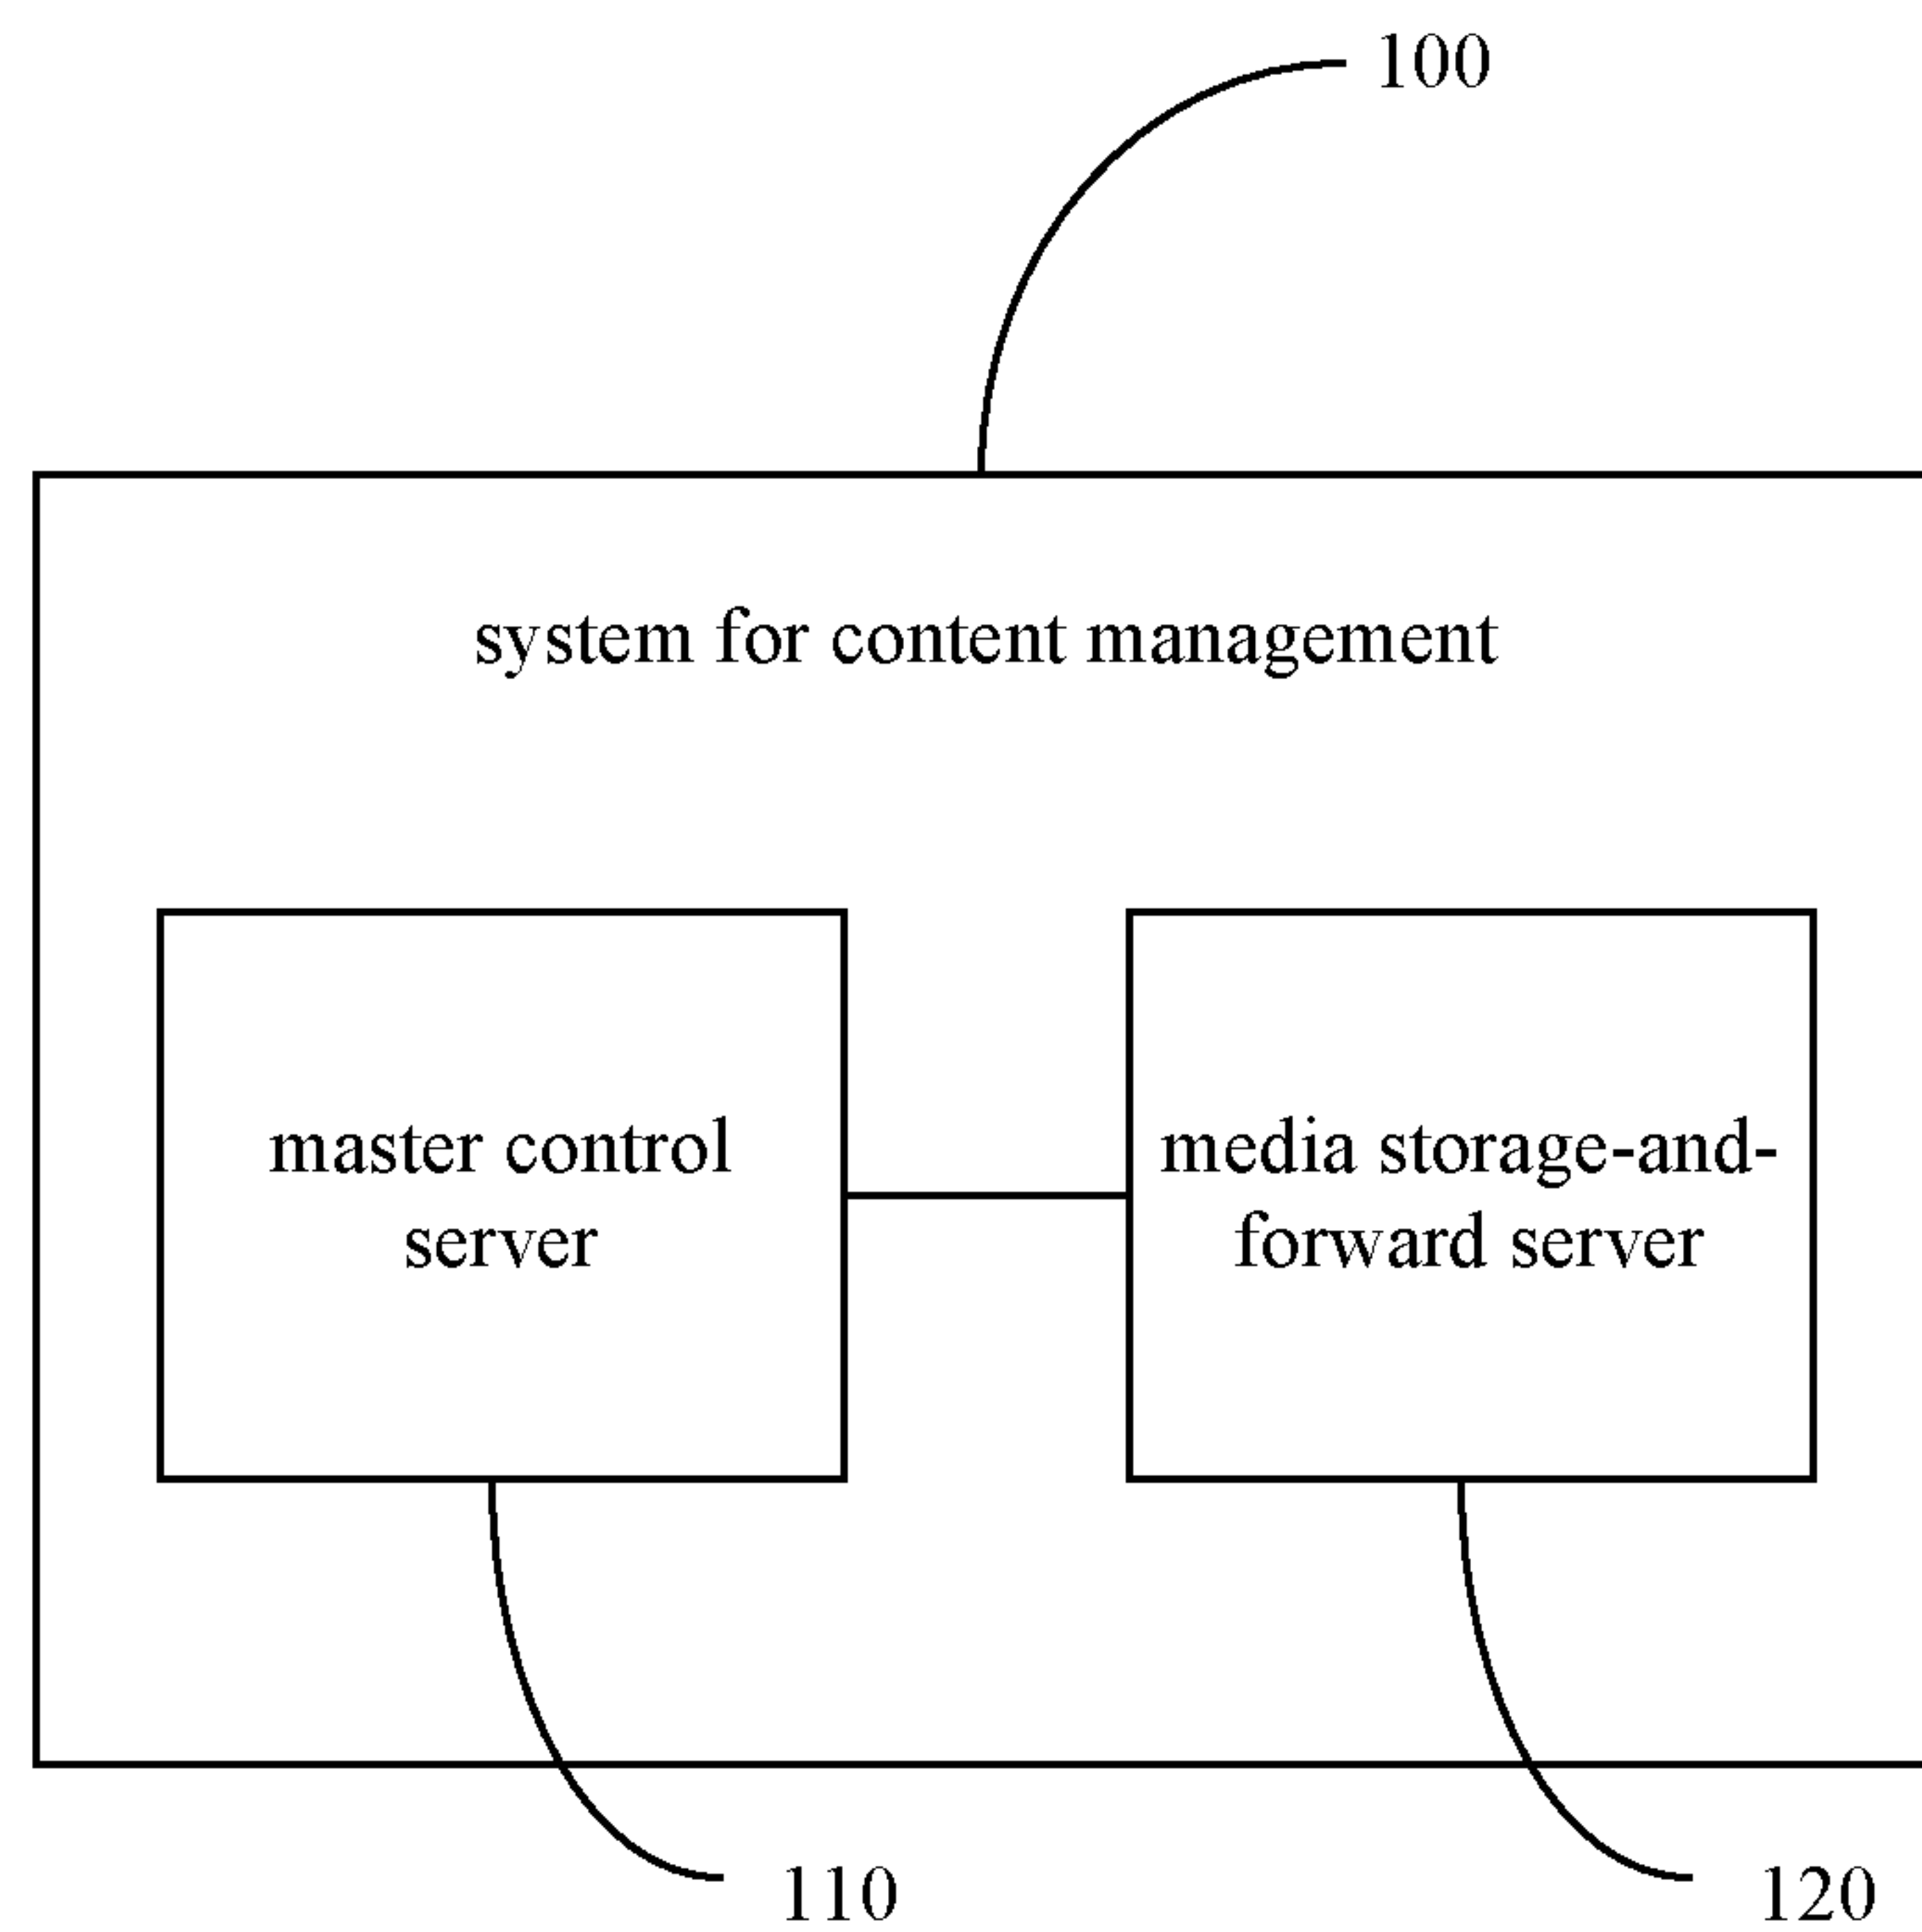 100
system for content management
master control
server
media storage-and-
forward server
110
120